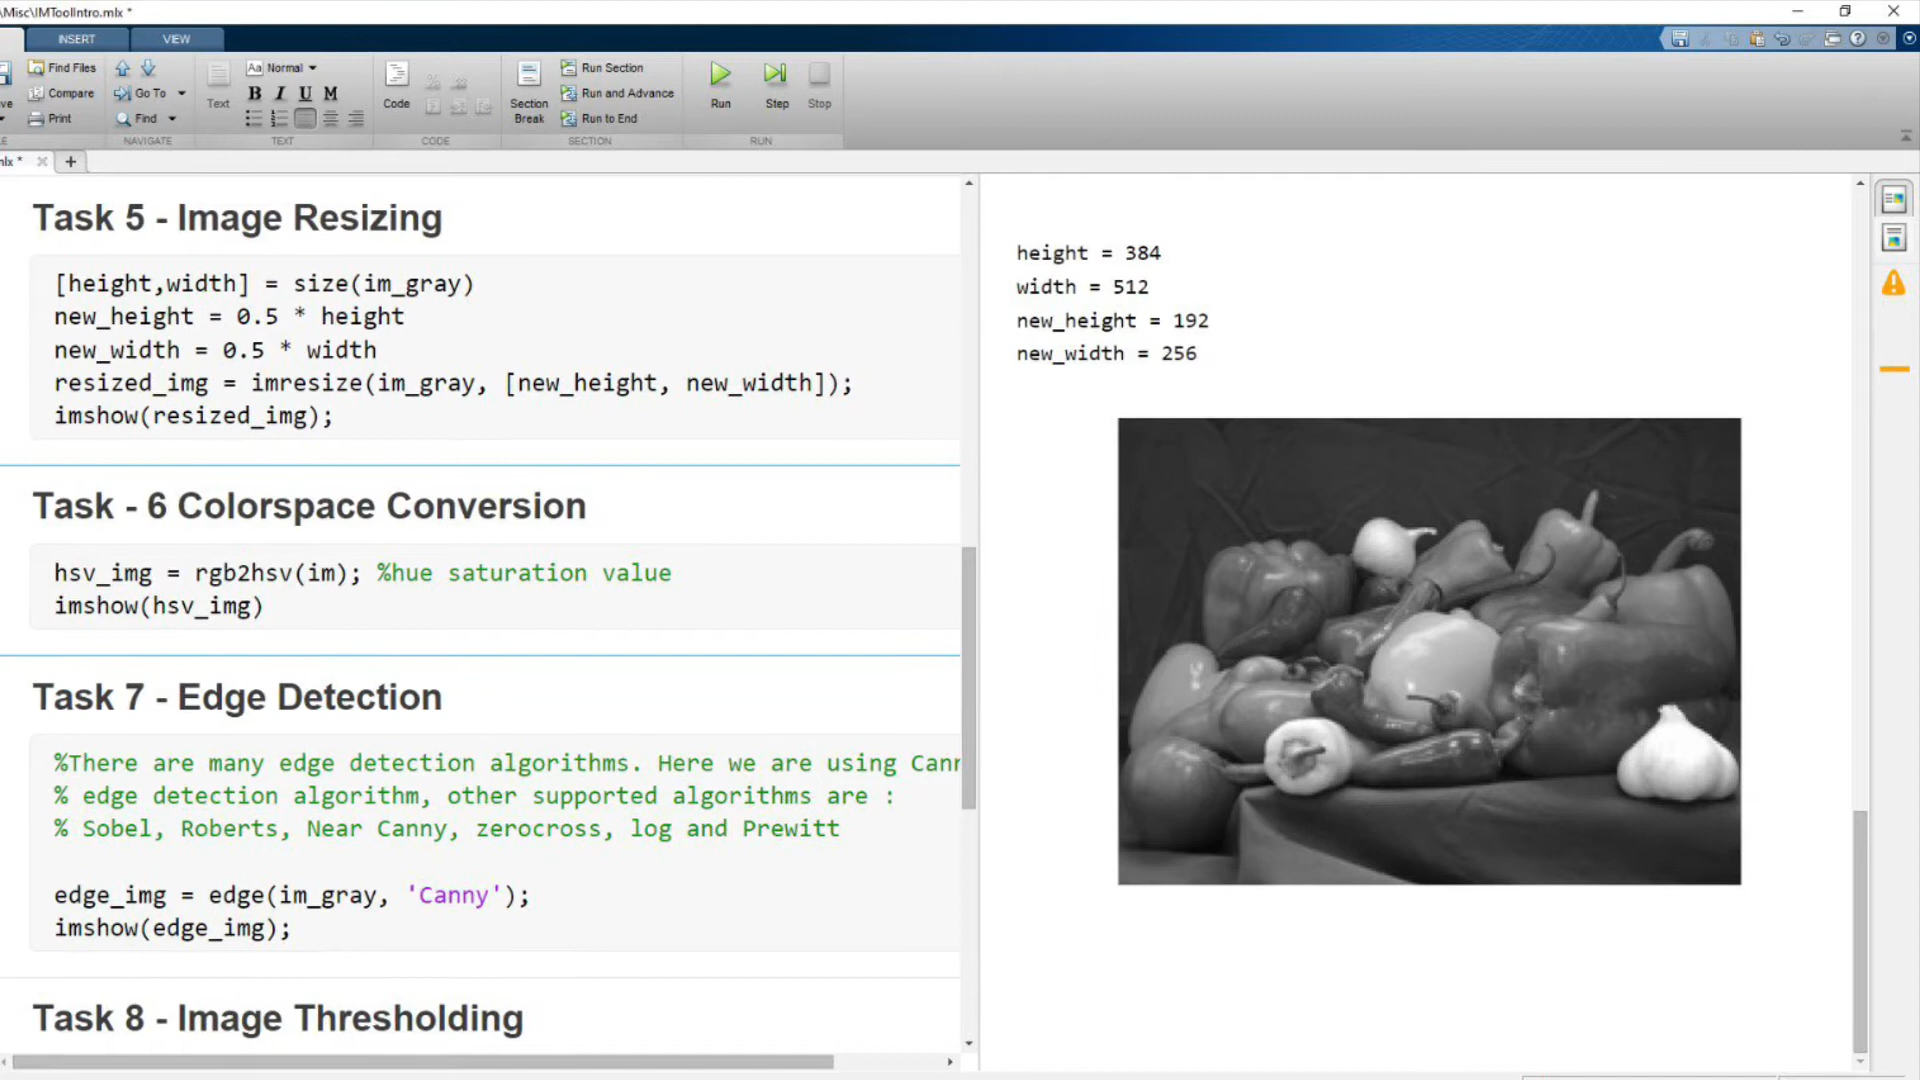 \Misc\IMToolIntro.mlx *
INSERT
VIEW
Find Files
Compare
Print
Go To
Find
NAVIGATE
Text
Aa Normal
B I U M
TEXT
Code
CODE
Section
Break
Run Section
Run and Advance
Run to End
SECTION
Run
Step
Stop
RUN
mlx *
Task 5 - Image Resizing
[height,width] = size(im_gray)
new_height = 0.5 * height
new_width = 0.5 * width
resized_img = imresize(im_gray, [new_height, new_width]);
imshow(resized_img);
Task - 6 Colorspace Conversion
hsv_img = rgb2hsv(im); %hue saturation value
imshow(hsv_img)
Task 7 - Edge Detection
%There are many edge detection algorithms. Here we are using Cann
% edge detection algorithm, other supported algorithms are :
% Sobel, Roberts, Near Canny, zerocross, log and Prewitt
edge_img = edge(im_gray, 'Canny');
imshow(edge_img);
Task 8 - Image Thresholding
height = 384
width = 512
new_height = 192
new_width = 256